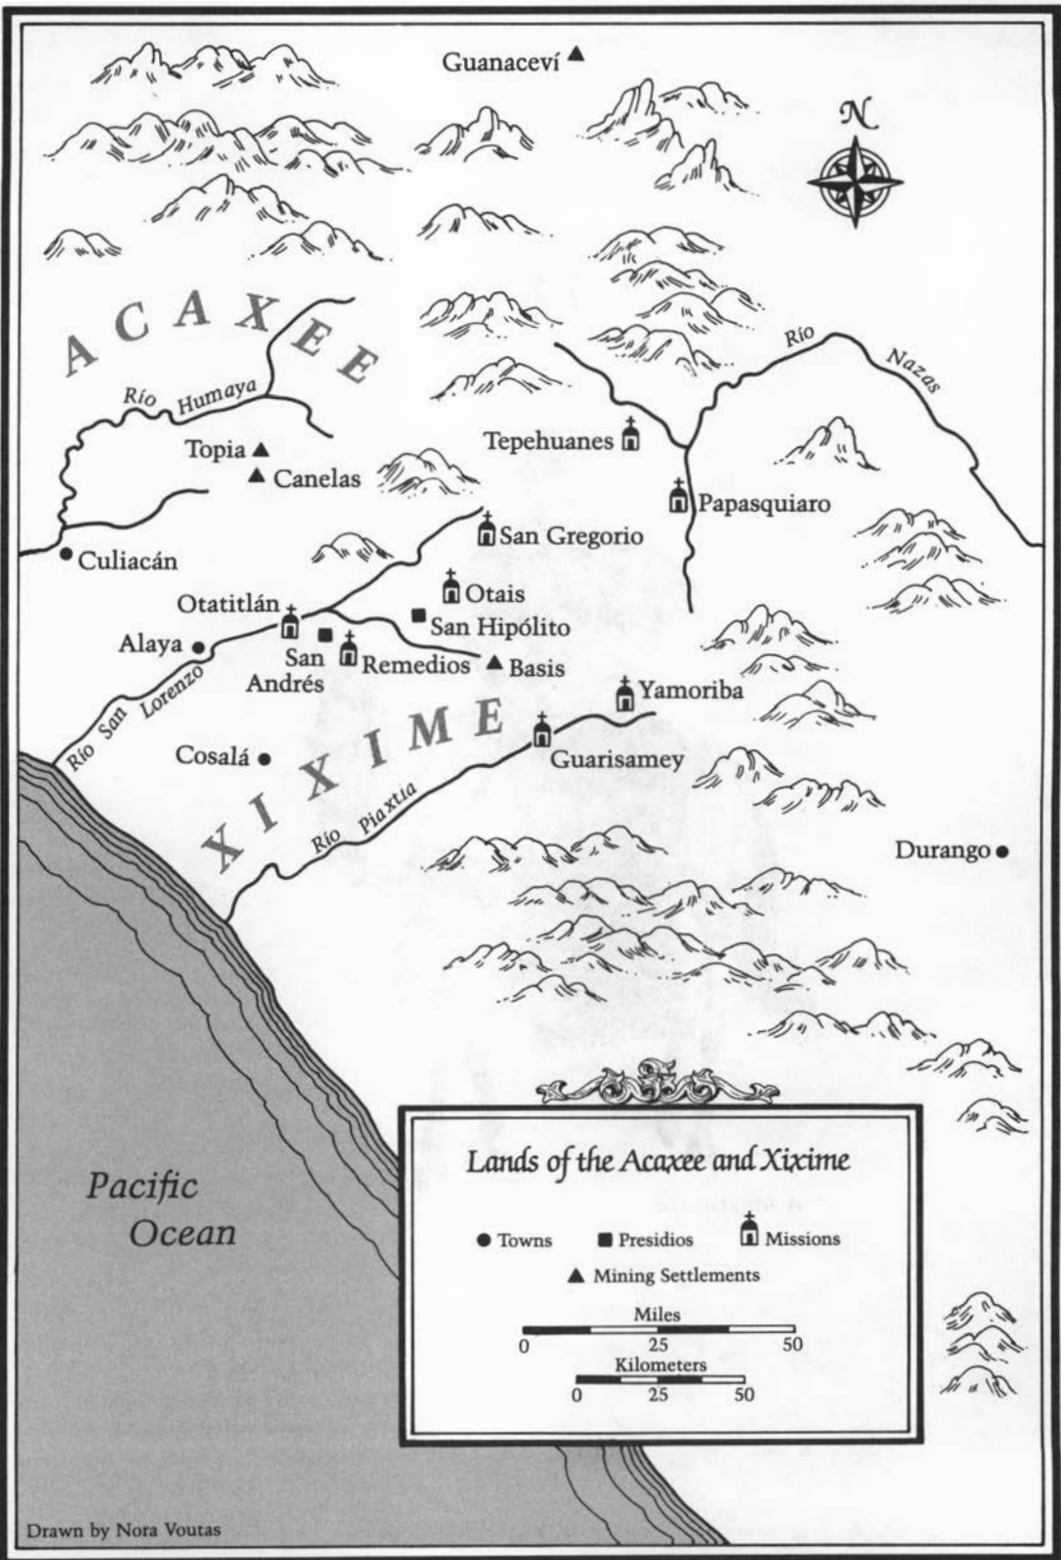 Guanaceví
N
ACAXEE
Río Humaya
Río Nazas
Topia
Canelas
Tepehuanes
Papasquiaro
San Gregorio
Culiacán
Otais
Otatitlán
San Hipólito
Alaya
San
Andrés
Remedios
Basis
Río San Lorenzo
Yamoriba
XIXIME
Guarisamey
Cosalá
Río Piaxtla
Durango
Pacific
Ocean
Lands of the Acaxee and Xixime
Towns
Presidios
Missions
Mining Settlements
Miles
0 25 50
Kilometers
0 25 50
Drawn by Nora Voutas